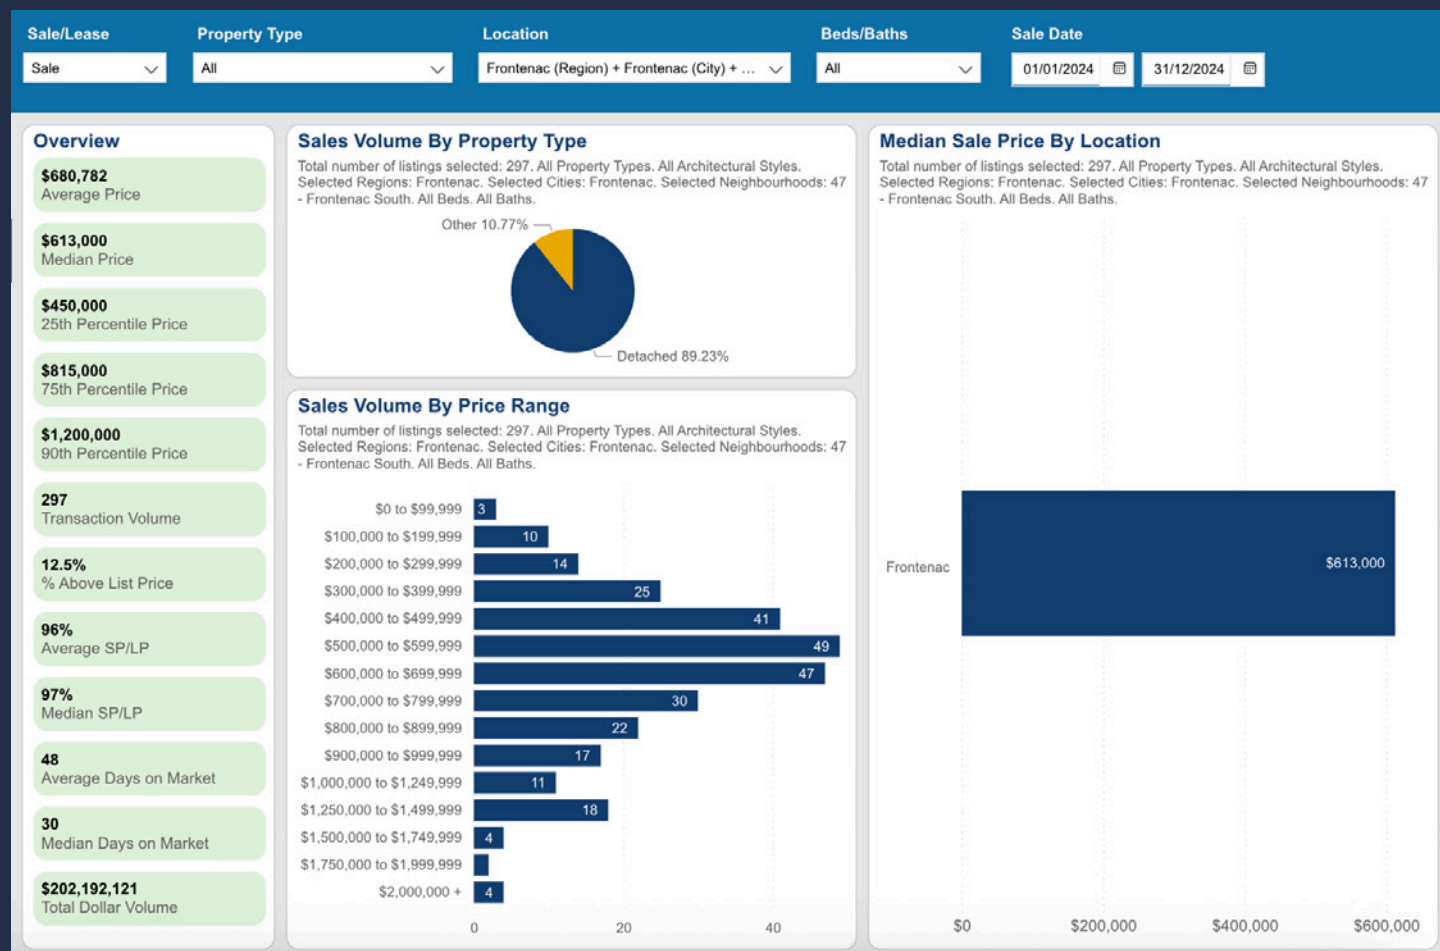 Sale/Lease
Property Type
Location
Beds/Baths
Sale Date
Sale
All
Frontenac (Region) + Frontenac (City) + ...
All
01/01/2024
31/12/2024
Overview
$680,782
Average Price
$613,000
Median Price
$450,000
25th Percentile Price
$815,000
75th Percentile Price
$1,200,000
90th Percentile Price
297
Transaction Volume
12.5%
% Above List Price
96%
Average SP/LP
97%
Median SP/LP
48
Average Days on Market
30
Median Days on Market
$202,192,121
Total Dollar Volume
Sales Volume By Property Type
Total number of listings selected: 297. All Property Types. All Architectural Styles.
Selected Regions: Frontenac. Selected Cities: Frontenac. Selected Neighbourhoods: 47
- Frontenac South. All Beds. All Baths.
Other 10.77%
Detached 89.23%
Sales Volume By Price Range
Total number of listings selected: 297. All Property Types. All Architectural Styles.
Selected Regions: Frontenac. Selected Cities: Frontenac. Selected Neighbourhoods: 47
- Frontenac South. All Beds. All Baths.
$0 to $99,999 3
$100,000 to $199,999 10
$200,000 to $299,999 14
$300,000 to $399,999 25
$400,000 to $499,999 41
$500,000 to $599,999 49
$600,000 to $699,999 47
$700,000 to $799,999 30
$800,000 to $899,999 22
$900,000 to $999,999 17
$1,000,000 to $1,249,999 11
$1,250,000 to $1,499,999 18
$1,500,000 to $1,749,999 4
$1,750,000 to $1,999,999
$2,000,000 + 4
0 20 40
Median Sale Price By Location
Total number of listings selected: 297. All Property Types. All Architectural Styles.
Selected Regions: Frontenac. Selected Cities: Frontenac. Selected Neighbourhoods: 47
- Frontenac South. All Beds. All Baths.
Frontenac $613,000
$0 $200,000 $400,000 $600,000